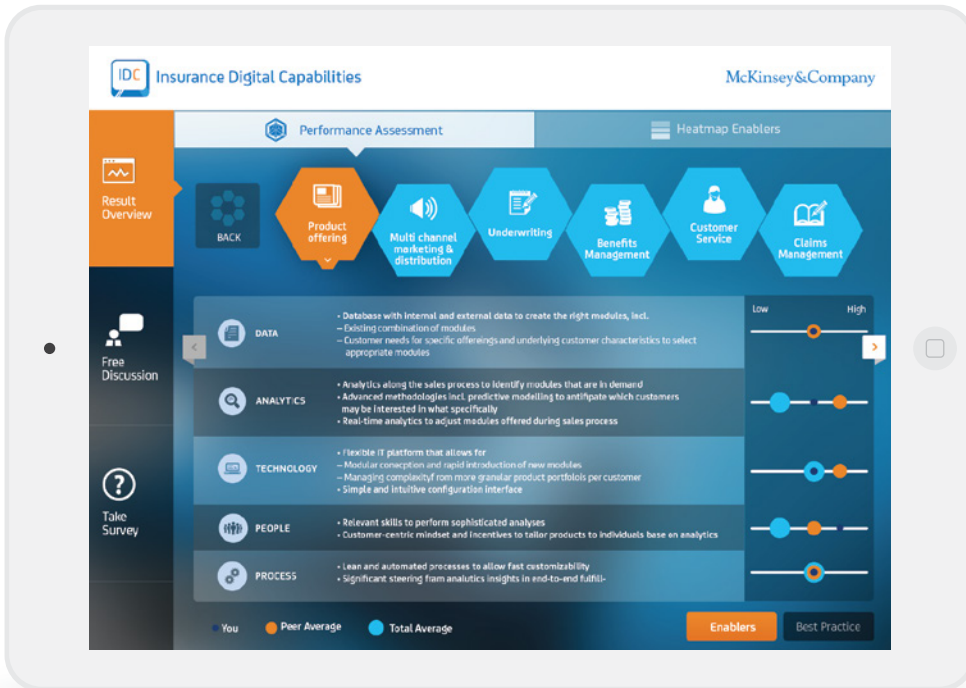 IDC Insurance Digital Capabilities
McKinsey&Company
Performance Assessment
Heatmap Enablers
Result
Overview
BACK
Product
offering
Multi channel
marketing &
distribution
Underwriting
Benefits
Management
Customer
Service
Claims
Management
Free
Discussion
Take
Survey
Low
High
DATA
• Database with internal and external data to create the right modules, incl.
– Existing combination of modules
– Customer needs for specific offereings and underlying customer characteristics to select
appropriate modules
ANALYTICS
• Analytics along the sales process to identify modules that are in demand
• Advanced methodologies incl. predictive modelling to antifipate which customers
may be interested in what specifically
• Real-time analytics to adjust modules offered during sales process
TECHNOLOGY
• Flexible IT platform that allows for
– Modular conecption and rapid introduction of new modules
– Managing complexityf rom more granular product portfolois per customer
• Simple and intuitive configuration interface
PEOPLE
• Relevant skills to perform sophisticated analyses
• Customer-centric mindset and incentives to tailor products to individuals base on analytics
PROCESS
• Lean and automated processes to allow fast customizability
• Significant steering fram analutics insights in end-to-end fulfill-
You
Peer Average
Total Average
Enablers
Best Practice